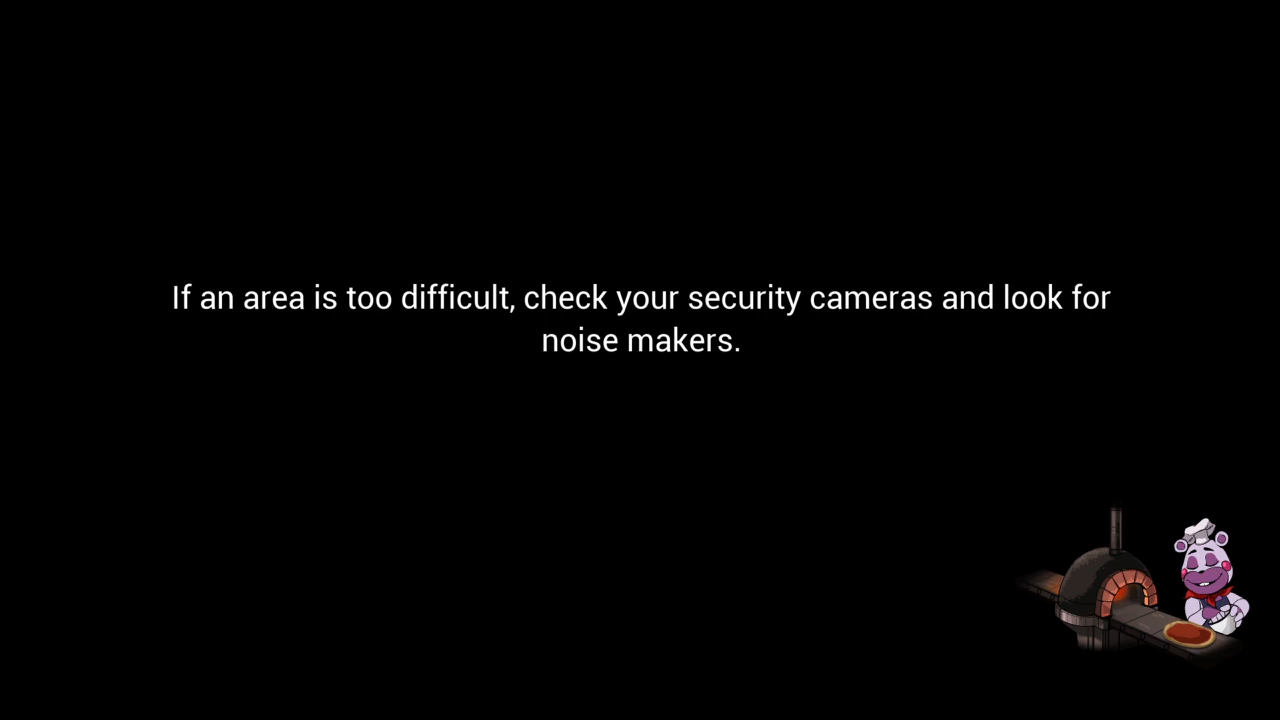 If an area is too difficult, check your security cameras and look for
noise makers.